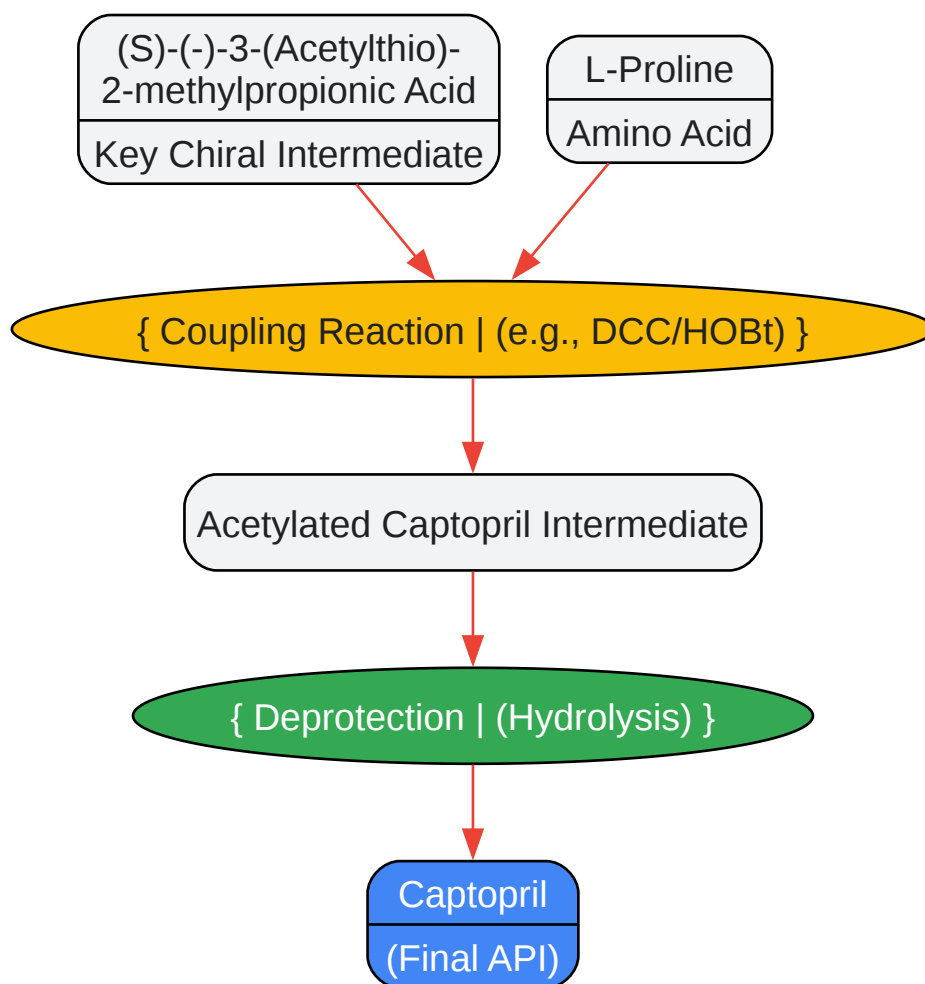 (S)-(-)-3-(Acetylthio)-
2-methylpropionic Acid
Key Chiral Intermediate
L-Proline
Amino Acid
{ Coupling Reaction | (e.g., DCC/HOBt) }
Acetylated Captopril Intermediate
{ Deprotection | (Hydrolysis) }
Captopril
(Final API)